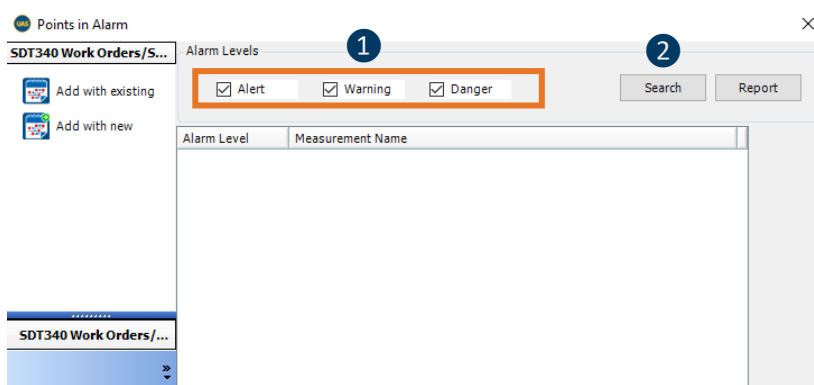 UAS Points in Alarm
SDT340 Work Orders/S...
Alarm Levels
1
2
Add with existing
Alert
Warning
Danger
Search
Report
Add with new
Alarm Level
Measurement Name
SDT340 Work Orders/...
»